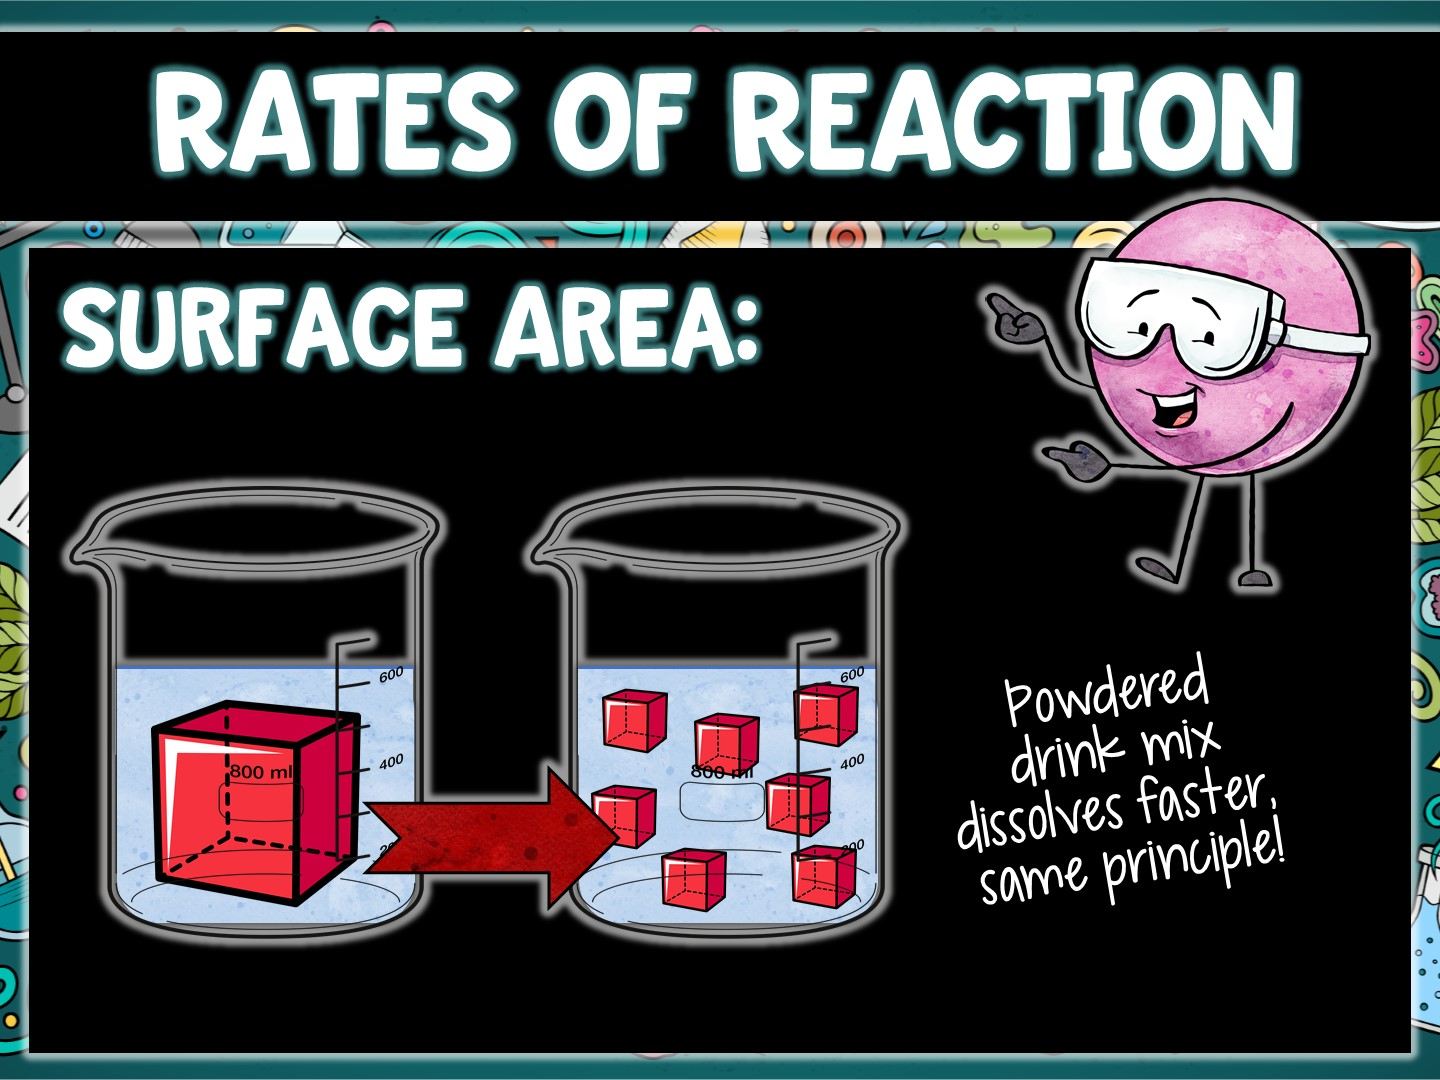 RATES OF REACTION
SURFACE AREA:
600
400
800 ml
600
400
800 ml
200
Powdered
drink mix
dissolves faster,
same principle!